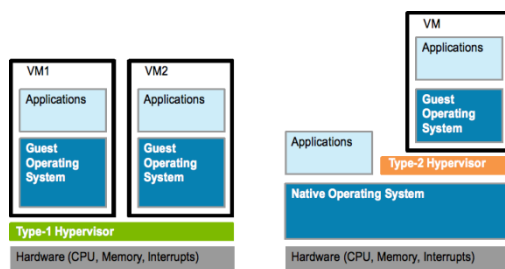 VM1
Applications
Guest
Operating
System
VM2
Applications
Guest
Operating
System
Type-1 Hypervisor
Hardware (CPU, Memory, Interrupts)
VM
Applications
Guest
Operating
System
Applications
Type-2 Hypervisor
Native Operating System
Hardware (CPU, Memory, Interrupts)